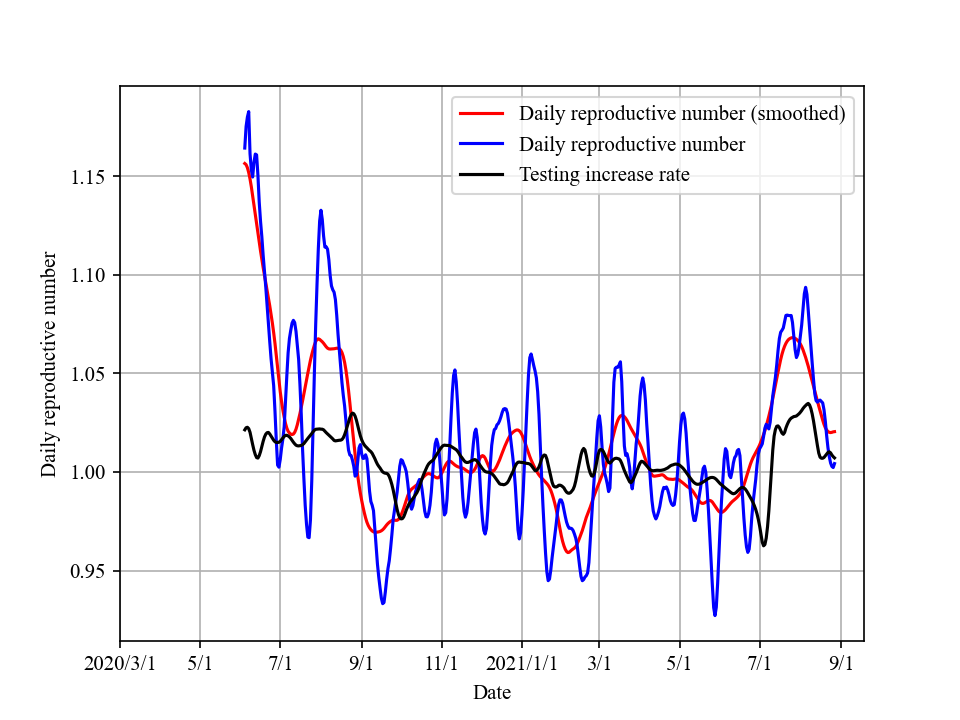 Daily reproductive number (smoothed)
Daily reproductive number
Testing increase rate
Daily reproductive number
1.15
1.10
1.05
1.00
0.95
2020/3/1 5/1 7/1 9/1 11/1 2021/1/1 3/1 5/1 7/1 9/1
Date